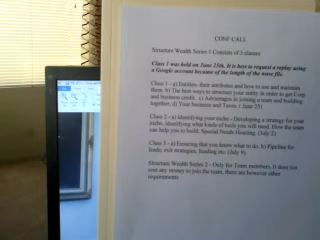 CONF CALL
Structure Wealth Series 1 Consists of 3 classes
Class 1 was held on June 25th. It is best to request a replay using
a Google account because of the length of the wave file
Class 1 - a) Entities- their attributes and how to use and maintain
them. b) The best ways to structure your entity in order to get Corp
and business credit. c) Advantages in joining a team and building
together, d) Your business and Taxes. ( June 25)
Class 2 - a) Identifying your niche - Developing a strategy for your
niche, identifying what kinds of tools you will need. How the team
can help you to build. Special Needs Housing. (July 2)
Class 3 - a) Ensuring that you know what to do. b) Pipeline for
leads, exit strategies, funding etc. (July 9)
Structure Wealth Series 2 - Only for Team members. It does not
cost any money to join the team, there are however other
requirements